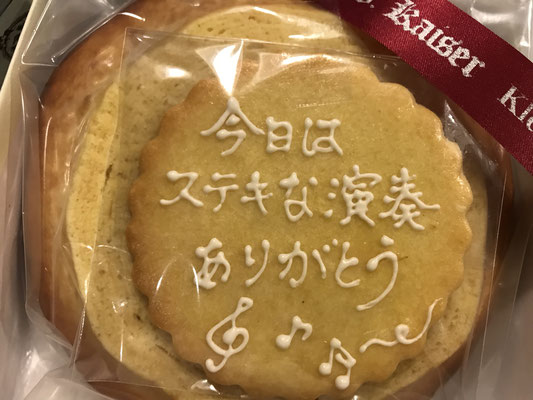 Kaiser
今日は
ステキな演奏
ありがとう